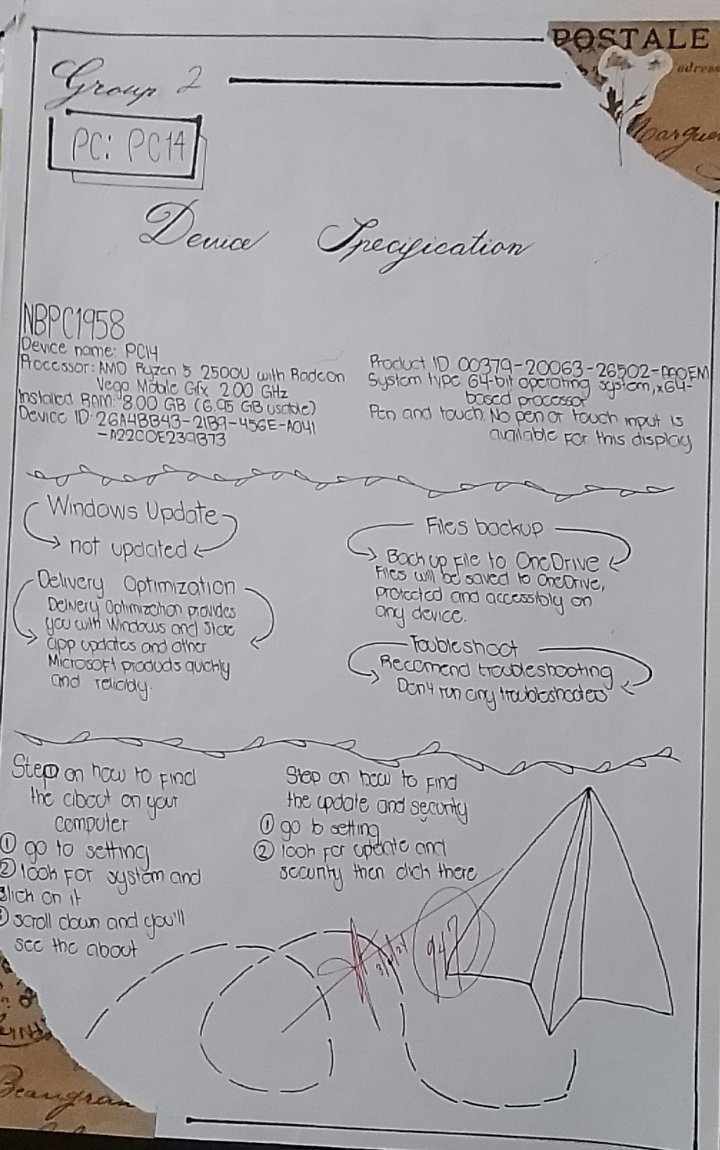 POSTALE
adress
Group 2
PC: PC14
Device Specification
NBPC1958
Device name: PC14
Processor: AMD Ryzen 5 2500U with Radeon
Vega Mobile Gfx 2.00 GHz
Installed RAM: 8.00 GB (6.95 GB usable)
Device ID: 26A4BB43-21B9-456E-A041
-A22C0E239B73
Product ID 00379-20063-26502-AAOEM
System type 64-bit operating system, x64-
based processor
Pen and touch. No pen or touch input is
available for this display
Windows Update
not updated
Delivery Optimization
Delivery Optimization provides
you with Windows and Store
app updates and other
Microsoft products quickly
and reliably.
Files backup
Back up File to OneDrive
Files will be saved to OneDrive,
protected and accessibly on
any device.
Toubleshoot
Recomend troubleshooting
Don't run any troubleshooters
Step on how to find
the about on your
computer
① go to setting
② look for system and
click on it
③ scroll down and you'll
see the about
Step on how to find
the update and security
① go to setting
② look for update and
security then click there
94%
Beaugran